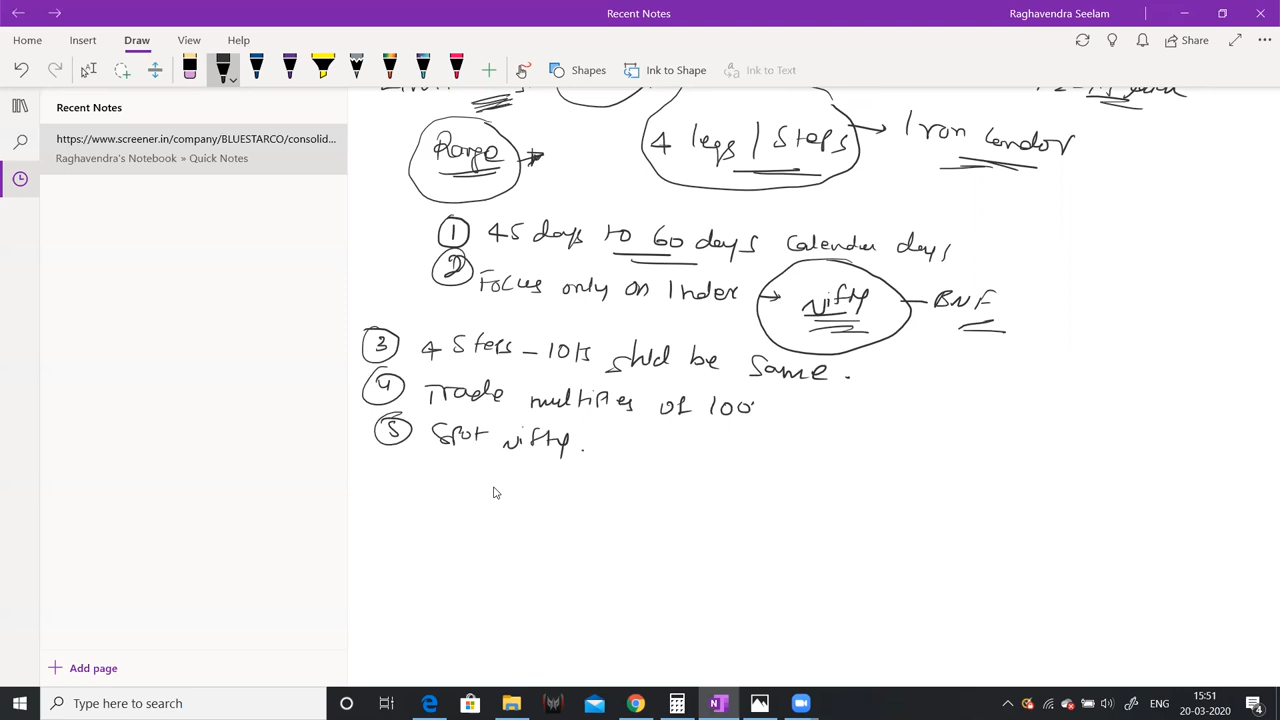 Recent Notes
Raghavendra Seelam
Home Insert Draw View Help
Share
Shapes
Ink to Shape
Ink to Text
Recent Notes
https://www.screener.in/company/BLUESTARCO/consolid...
Raghavendra's Notebook » Quick Notes
Range
4 legs / Steps
Iron Condor
1 45 days to 60 days Calender days
2 Focus only on Index → Nifty - BNF
3 4 Steps - lots shuld be same.
4 Trade multiples of 100
5 Spot nifty.
Add page
Type here to search
ENG
15:51
20-03-2020